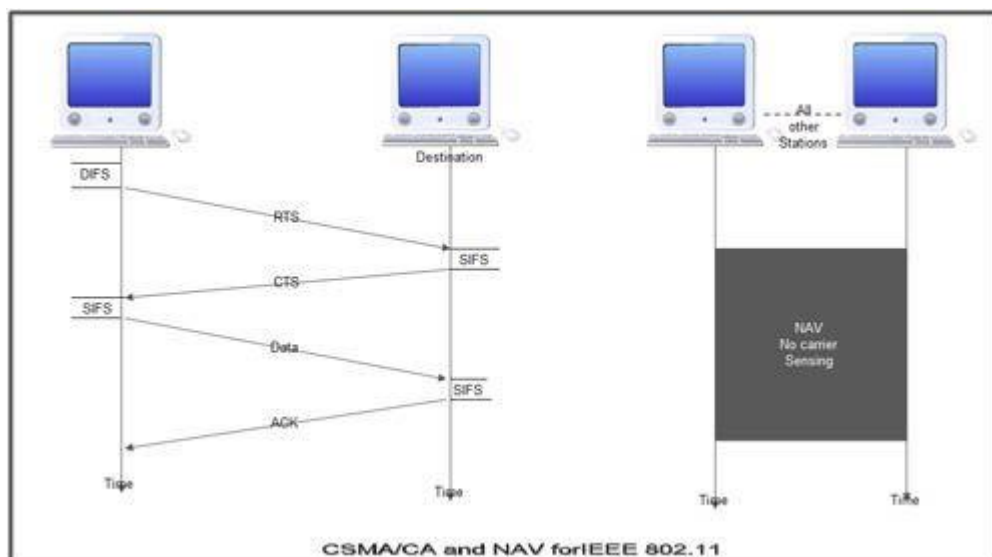 All
other
Stations
Destination
DIFS
RTS
SIFS
CTS
SIFS
Data
SIFS
ACK
NAV
No carrier
Sensing
Time
Time
Time
Time
CSMA/CA and NAV forIEEE 802.11